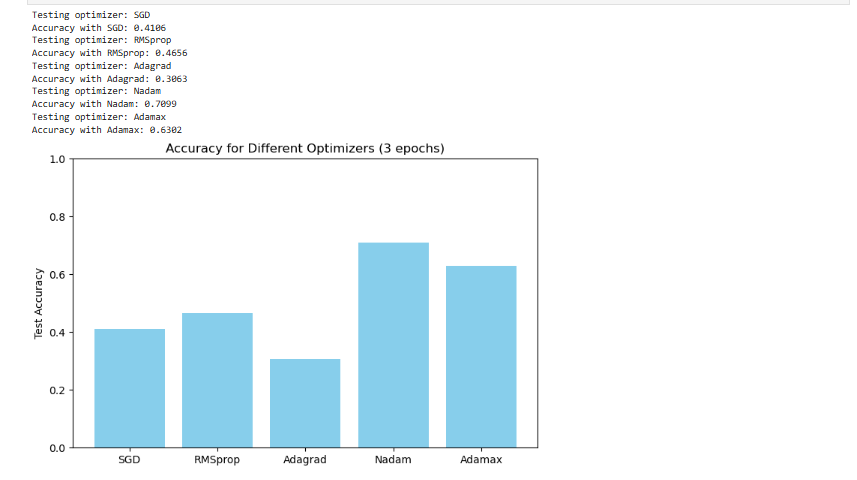 Testing optimizer: SGD
Accuracy with SGD: 0.4106
Testing optimizer: RMSprop
Accuracy with RMSprop: 0.4656
Testing optimizer: Adagrad
Accuracy with Adagrad: 0.3063
Testing optimizer: Nadam
Accuracy with Nadam: 0.7099
Testing optimizer: Adamax
Accuracy with Adamax: 0.6302
Accuracy for Different Optimizers (3 epochs)
1.0
0.8
0.6
0.4
0.2
0.0
Test Accuracy
SGD RMSprop Adagrad Nadam Adamax